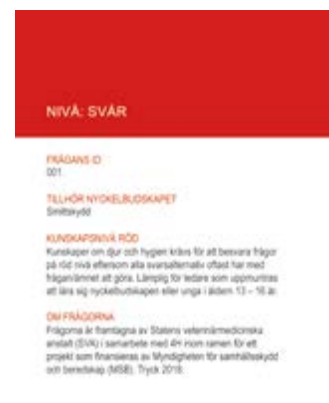 NIVÅ: SVÅR
FRÅGANS ID
001
TILLHÖR NYCKELBUDSKAPET
Smittskydd
KUNSKAPSNIVÅ RÖD
Kunskaper om djur och hygien krävs för att besvara frågor
på röd nivå eftersom alla svarsalternativ oftast har med
frågan/ämnet att göra. Lämplig för ledare som uppmuntras
att lära sig nyckelbudskapen eller unga i åldern 13 – 16 år.
OM FRÅGORNA
Frågorna är framtagna av Statens veterinärmedicinska
anstalt (SVA) i samarbete med 4H inom ramen för ett
projekt som finansieras av Myndigheten för samhällsskydd
och beredskap (MSB). Tryck 2018.